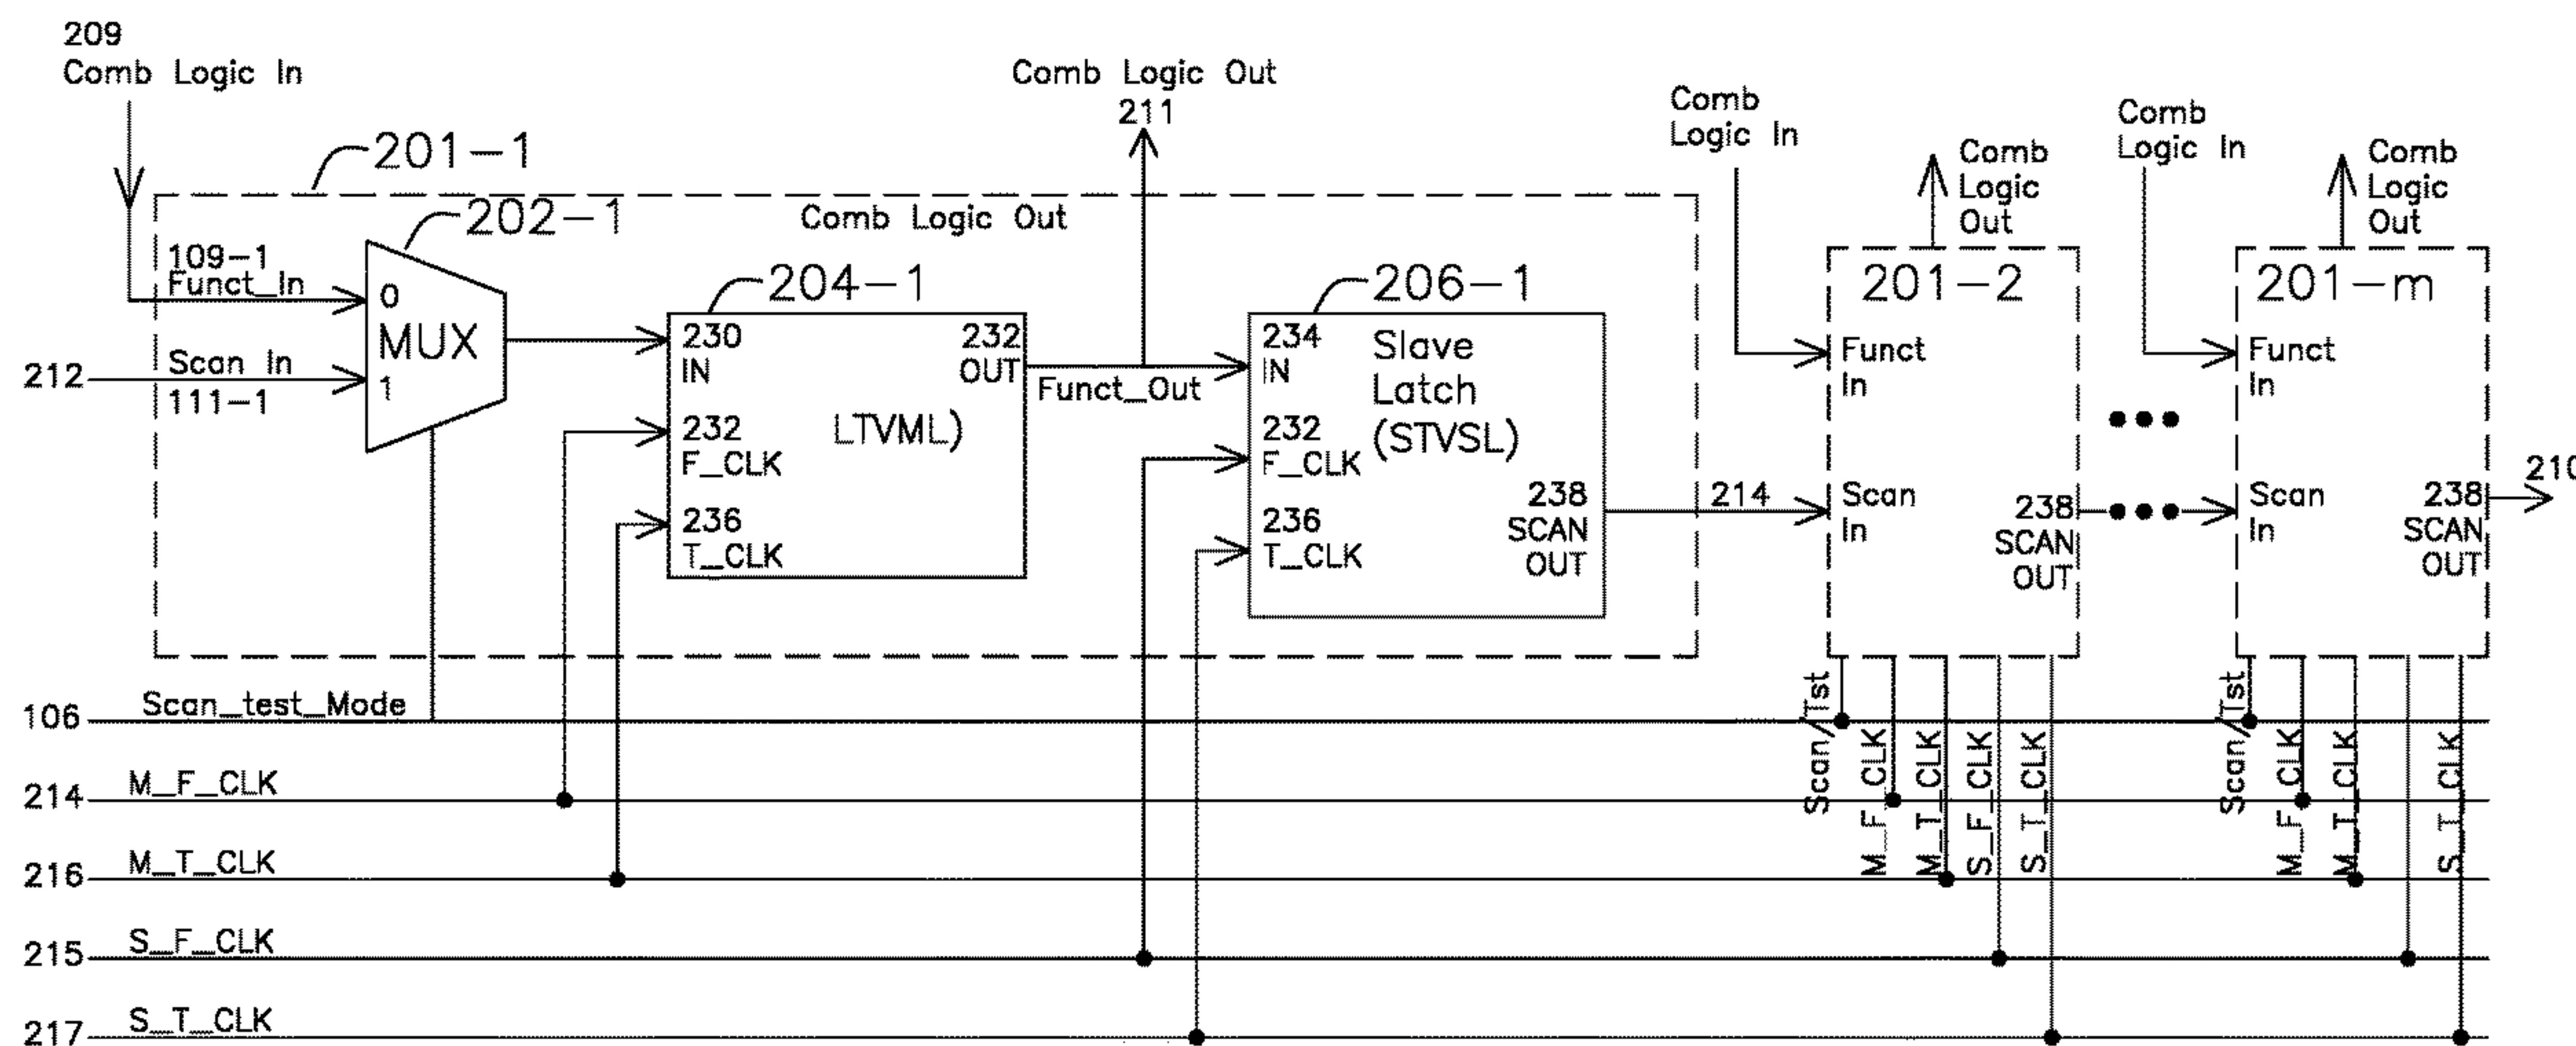 209
Comb Logic In
Comb Logic Out
211
Comb
Logic In
Comb
Logic In
Comb
Logic
Out
Comb
Logic
Out
201-1
202-1
Comb Logic Out
109-1
Funct_In
0
MUX
1
212
Scan In
111-1
204-1
230
IN
232
OUT
232
F_CLK
LTVML)
236
T_CLK
Funct_Out
206-1
234
IN
Slave
Latch
(STVSL)
232
F_CLK
236
T_CLK
238
SCAN
OUT
214
201-2
Funct
In
Scan
In
238
SCAN
OUT
201-m
Funct
In
Scan
In
238
SCAN
OUT
210
106
Scan_test_Mode
214
M_F_CLK
216
M_T_CLK
215
S_F_CLK
217
S_T_CLK
Scan/Tst
M_F_CLK
M_T_CLK
S_F_CLK
S_T_CLK
Scan/Tst
M_F_CLK
M_T_CLK
S_T_CLK